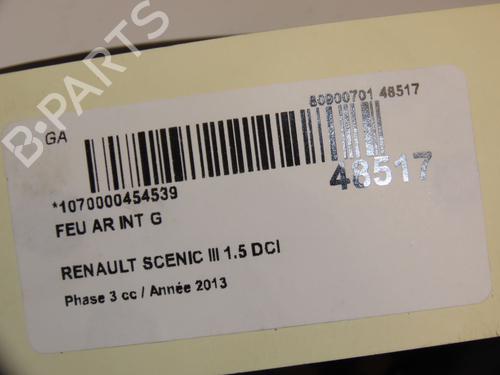 80900701 48517
GA
48517
*1070000454539
FEU AR INT G
RENAULT SCENIC III 1.5 DCI
Phase 3 cc / Année 2013
B-PARTS